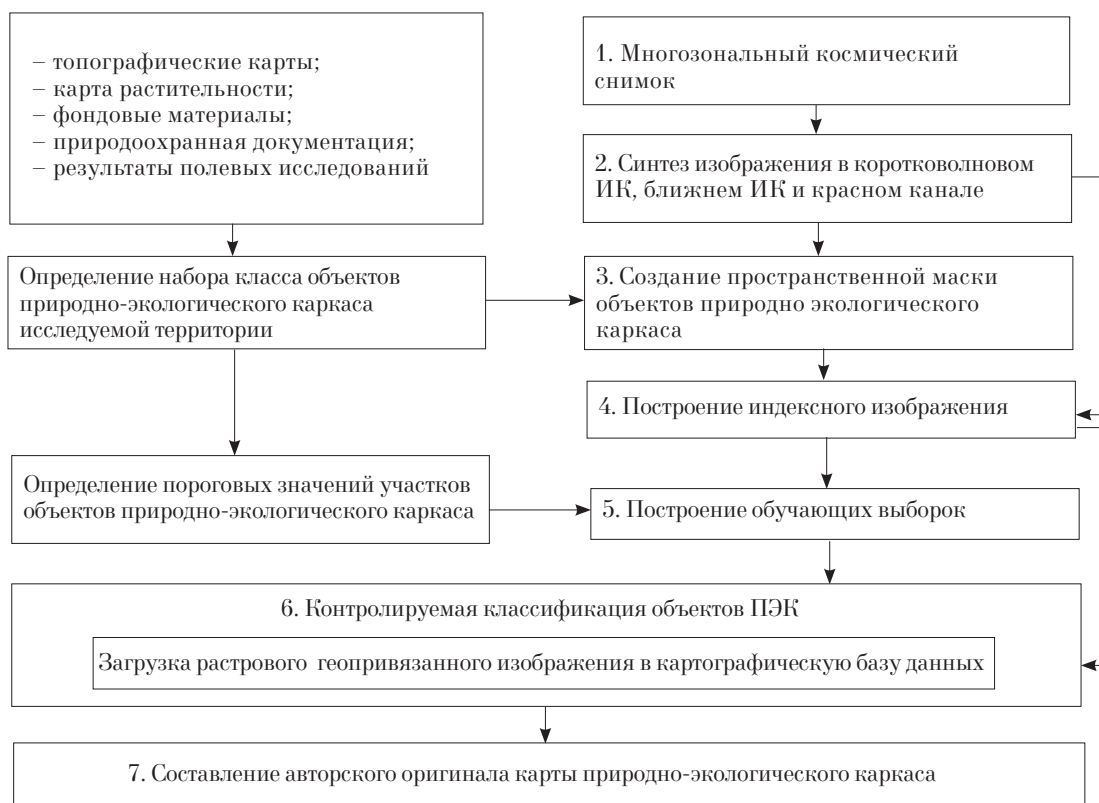 – топографические карты;
– карта растительности;
– фондовые материалы;
– природоохранная документация;
– результаты полевых исследований
1. Многозональный космический
снимок
2. Синтез изображения в коротковолновом
ИК, ближнем ИК и красном канале
Определение набора класса объектов
природно-экологического каркаса
исследуемой территории
3. Создание пространственной маски
объектов природно экологического
каркаса
4. Построение индексного изображения
Определение пороговых значений участков
объектов природно-экологического каркаса
5. Построение обучающих выборок
6. Контролируемая классификация объектов ПЭК
Загрузка растрового геопривязанного изображения в картографическую базу данных
7. Составление авторского оригинала карты природно-экологического каркаса